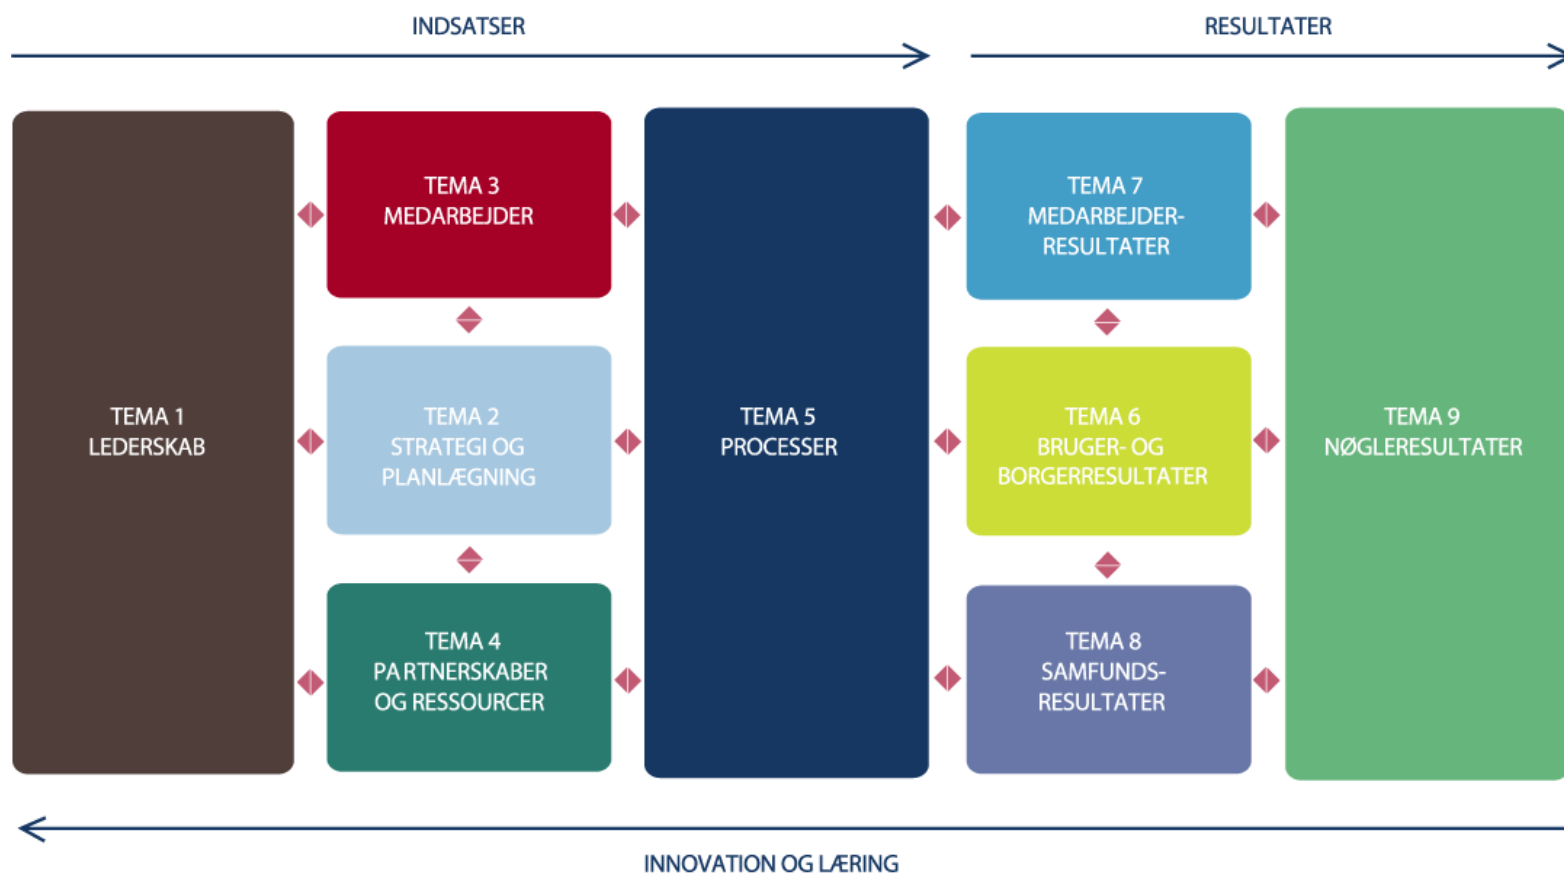 INDSATSER
RESULTATER
TEMA 1
LEDERSKAB
TEMA 3
MEDARBEJDER
TEMA 2
STRATEGI OG
PLANLÆGNING
TEMA 4
PARTNERSKABER
OG RESSOURCER
TEMA 5
PROCESSER
TEMA 7
MEDARBEJDER-
RESULTATER
TEMA 6
BRUGER- OG
BORGERRESULTATER
TEMA 8
SAMFUNDS-
RESULTATER
TEMA 9
NØGLERESULTATER
INNOVATION OG LÆRING